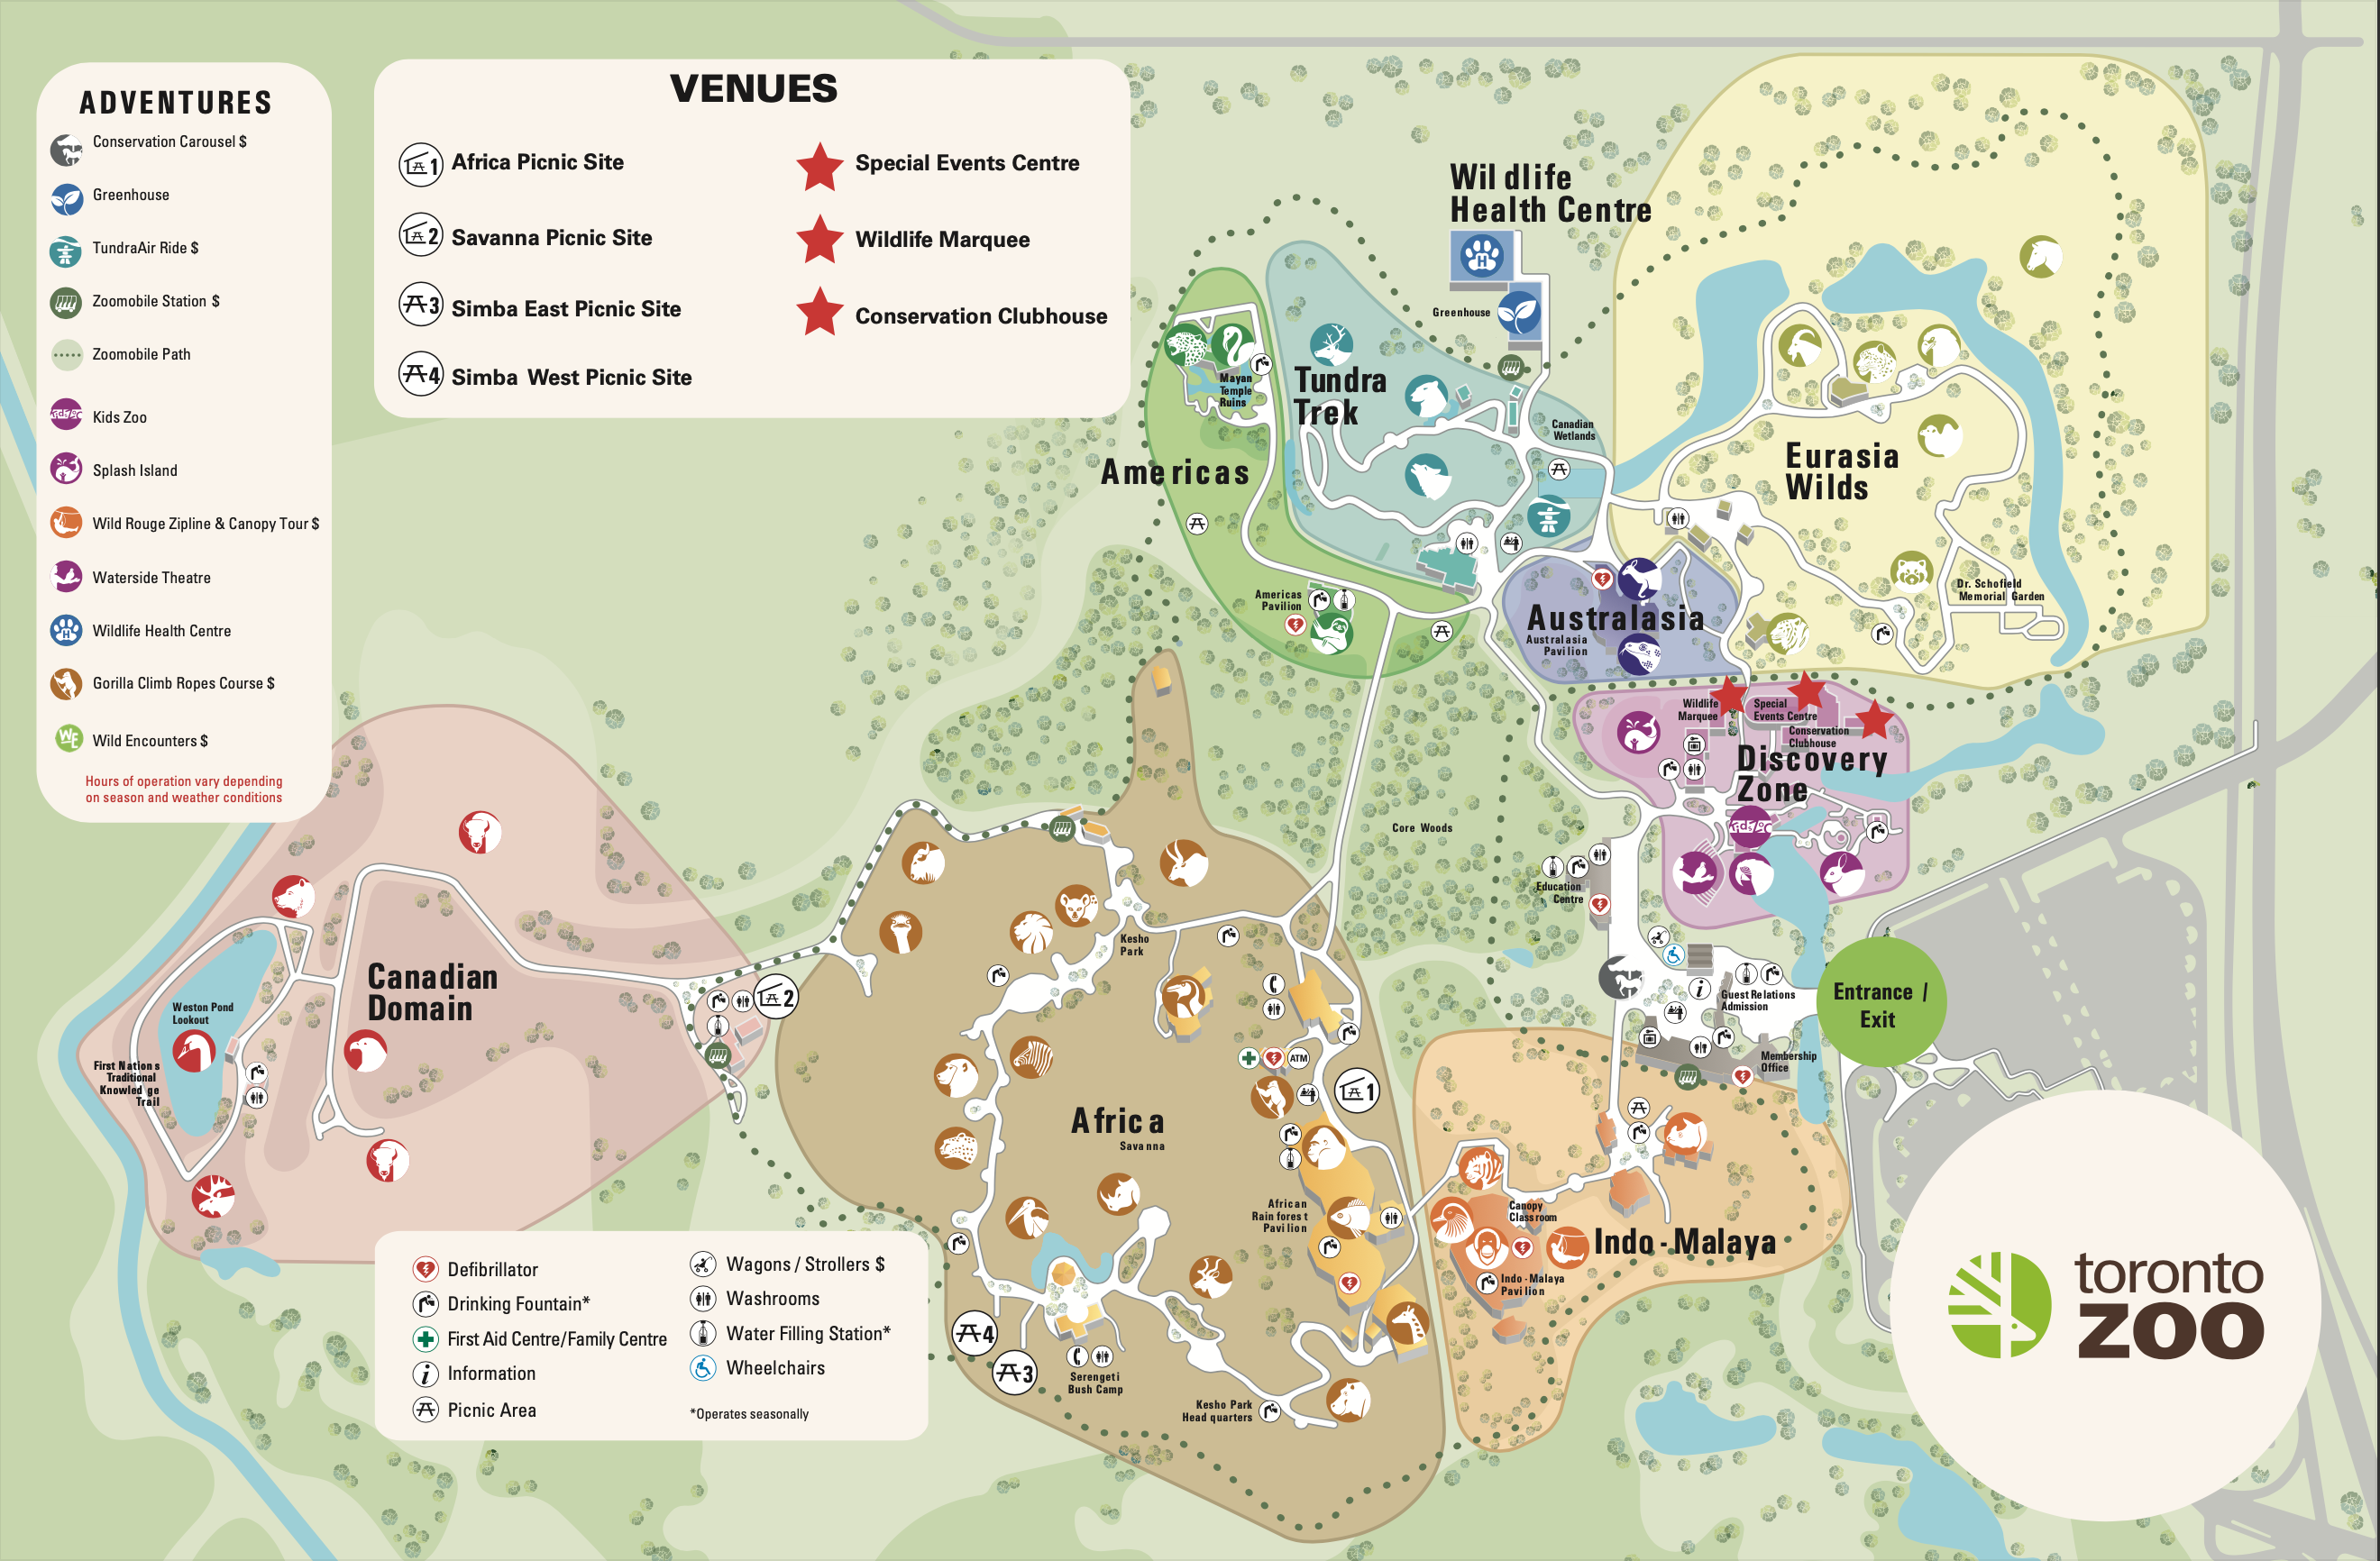 ADVENTURES
Conservation Carousel $
Greenhouse
TundraAir Ride $
Zoomobile Station $
Zoomobile Path
Kids Zoo
Splash Island
Wild Rouge Zipline & Canopy Tour $
Waterside Theatre
Wildlife Health Centre
Gorilla Climb Ropes Course $
WE
Wild Encounters $
Hours of operation vary depending
on season and weather conditions
VENUES
1 Africa Picnic Site
2 Savanna Picnic Site
3 Simba East Picnic Site
4 Simba West Picnic Site
Special Events Centre
Wildlife Marquee
Conservation Clubhouse
Wildlife
Health Centre
H
Greenhouse
Mayan
Temple
Ruins
Tundra
Trek
Canadian
Wetlands
Americas
Eurasia
Wilds
Americas
Pavilion
Australasia
Australasia
Pavilion
Dr. Schofield
Memorial Garden
Wildlife
Marquee
Special
Events Centre
Conservation
Clubhouse
Discovery
Zone
Core Woods
Education
Centre
Guest Relations
Admission
Membership
Office
Entrance /
Exit
Canadian
Domain
Weston Pond
Lookout
First Nations
Traditional
Knowledge
Trail
2
Kesho
Park
ATM
1
Africa
Savanna
African
Rainforest
Pavilion
Canopy
Classroom
Indo-Malaya
Indo-Malaya
Pavilion
4
3
Serengeti
Bush Camp
Kesho Park
Headquarters
Defibrillator
Drinking Fountain*
First Aid Centre/Family Centre
Information
Picnic Area
Wagons / Strollers $
Washrooms
Water Filling Station*
Wheelchairs
*Operates seasonally
toronto
zoo